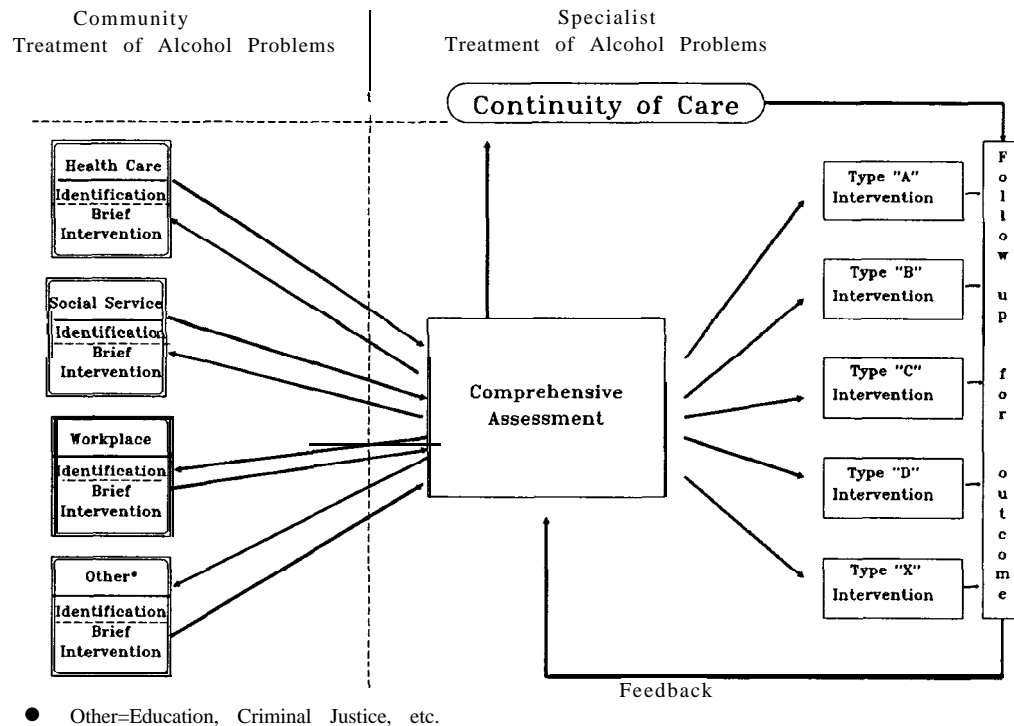 Community
Treatment of Alcohol Problems
Specialist
Treatment of Alcohol Problems
Continuity of Care
Health Care
Identification
Brief
Intervention
Social Service
Identification
Brief
Intervention
Workplace
Identification
Brief
Intervention
Other*
Identification
Brief
Intervention
Comprehensive
Assessment
Type "A"
Intervention
Type "B"
Intervention
Type "C"
Intervention
Type "D"
Intervention
Type "X"
Intervention
Follow up for outcome
Feedback
● Other=Education, Criminal Justice, etc.